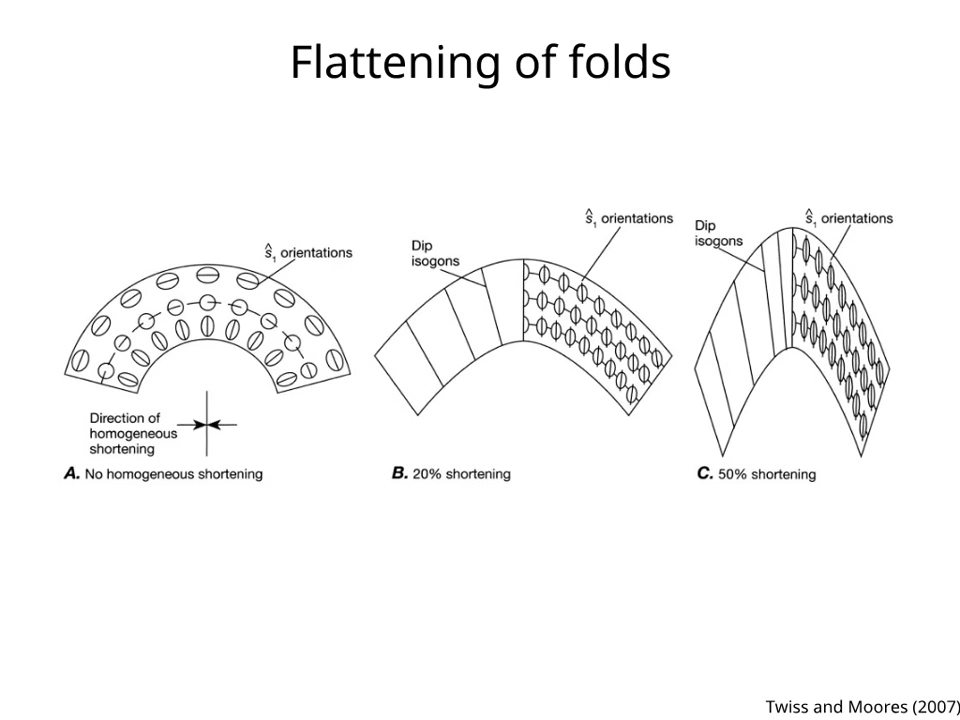 Flattening of folds
ŝ₁ orientations
Direction of
homogeneous
shortening
A. No homogeneous shortening
Dip
isogons
ŝ₁ orientations
B. 20% shortening
Dip
isogons
ŝ₁ orientations
C. 50% shortening
Twiss and Moores (2007)